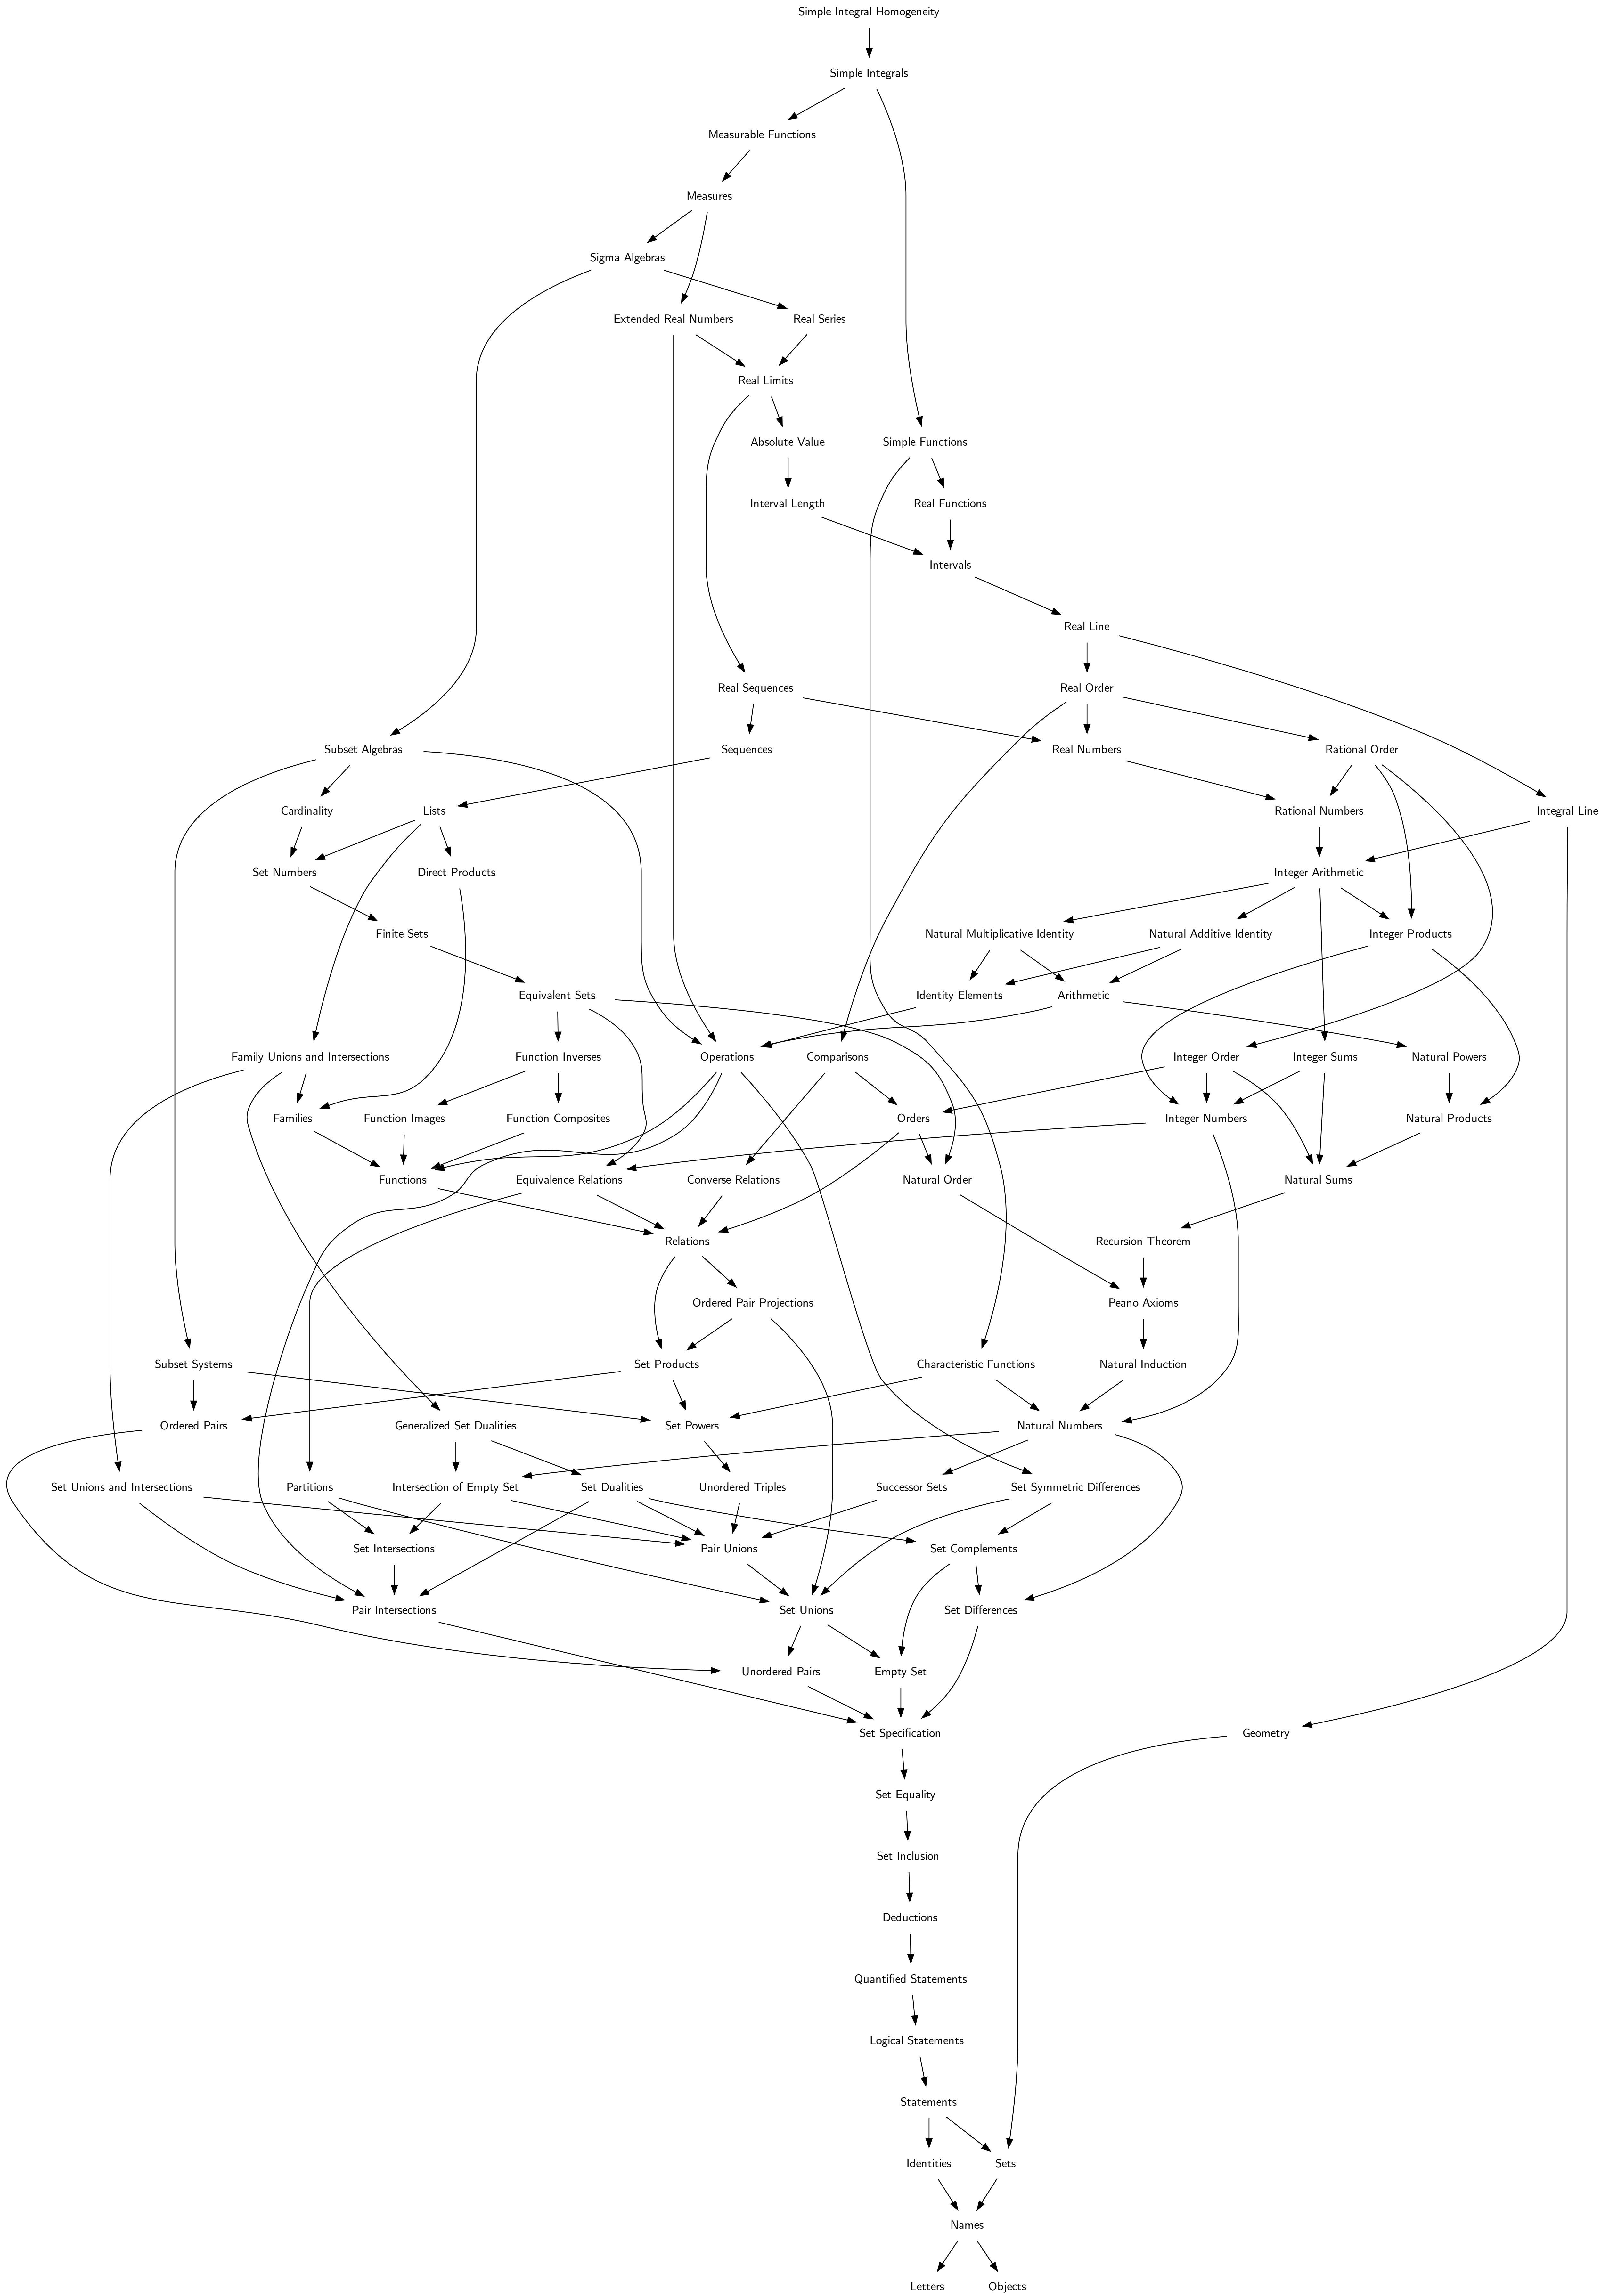 Simple Integral Homogeneity
Simple Integrals
Measurable Functions
Measures
Sigma Algebras
Extended Real Numbers
Real Series
Real Limits
Absolute Value
Simple Functions
Interval Length
Real Functions
Intervals
Real Line
Real Sequences
Real Order
Subset Algebras
Sequences
Real Numbers
Rational Order
Cardinality
Lists
Rational Numbers
Integral Line
Set Numbers
Direct Products
Integer Arithmetic
Finite Sets
Natural Multiplicative Identity
Natural Additive Identity
Integer Products
Equivalent Sets
Identity Elements
Arithmetic
Family Unions and Intersections
Function Inverses
Operations
Comparisons
Integer Order
Integer Sums
Natural Powers
Families
Function Images
Function Composites
Orders
Integer Numbers
Natural Products
Functions
Equivalence Relations
Converse Relations
Natural Order
Natural Sums
Relations
Recursion Theorem
Ordered Pair Projections
Peano Axioms
Subset Systems
Set Products
Characteristic Functions
Natural Induction
Ordered Pairs
Generalized Set Dualities
Set Powers
Natural Numbers
Set Unions and Intersections
Partitions
Intersection of Empty Set
Set Dualities
Unordered Triples
Successor Sets
Set Symmetric Differences
Set Intersections
Pair Unions
Set Complements
Pair Intersections
Set Unions
Set Differences
Unordered Pairs
Empty Set
Set Specification
Geometry
Set Equality
Set Inclusion
Deductions
Quantified Statements
Logical Statements
Statements
Identities
Sets
Names
Letters
Objects